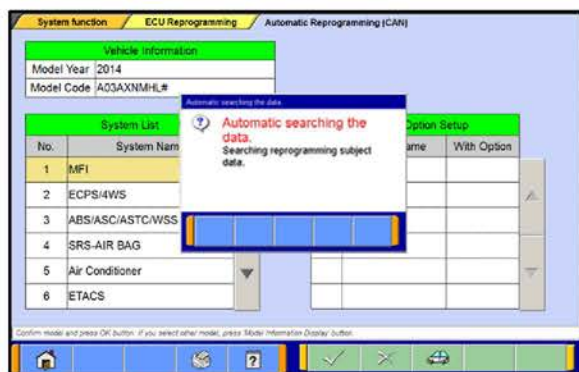 System function
ECU Reprogramming
Automatic Reprogramming (CAN)
Vehicle Information
Model Year 2014
Model Code A03AXNMHL#
Automatic searching the data
Automatic searching the
data.
Searching reprogramming subject
data.
System List
Option Setup
No. System Nam
ame With Option
1 MFI
2 ECPS/4WS
3 ABS/ASC/ASTC/WSS
4 SRS-AIR BAG
5 Air Conditioner
6 ETACS
Confirm model and press OK button. If you select other model, press 'Model Information Display' button.